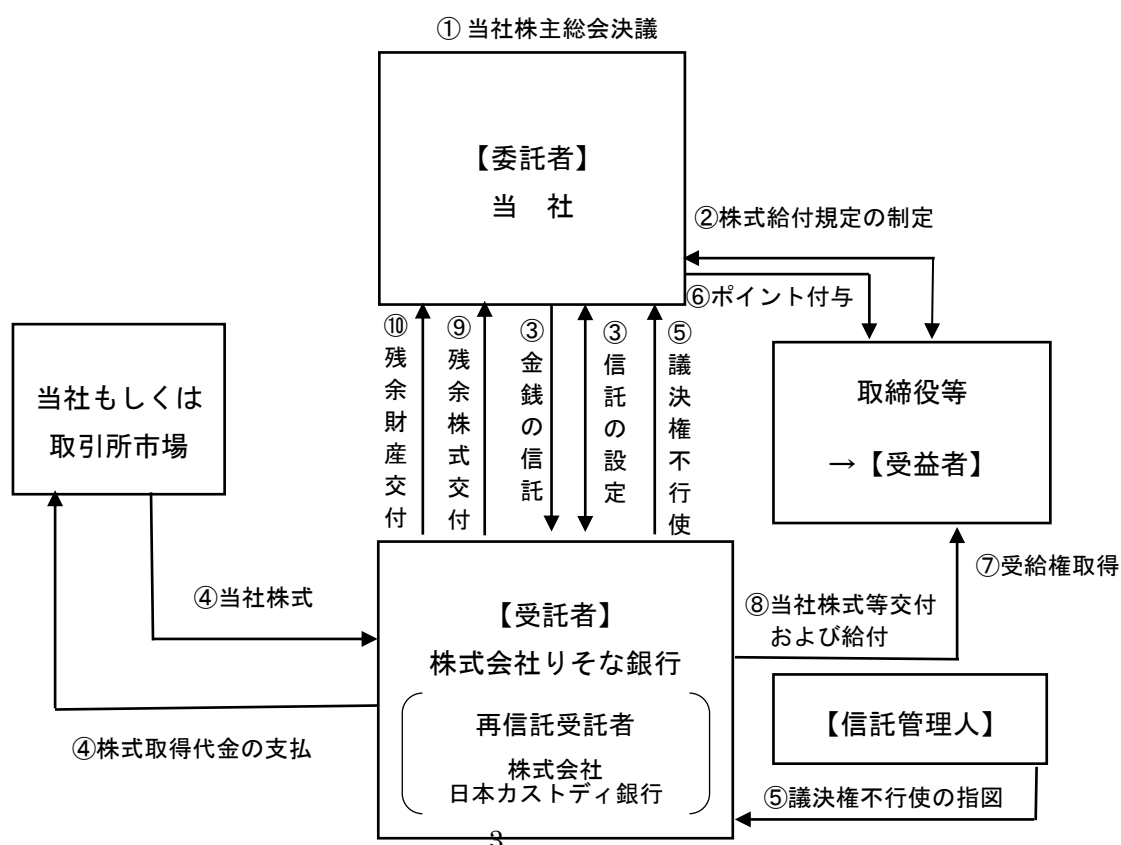 ① 当社株主総会決議
【委託者】
当　社
②株式給付規定の制定
⑥ポイント付与
⑩残余財産交付
⑨残余株式交付
③金銭の信託
③信託の設定
⑤議決権不行使
当社もしくは
取引所市場
取締役等
→【受益者】
④当社株式
⑦受給権取得
⑧当社株式等交付
および給付
【受託者】
株式会社りそな銀行
再信託受託者
株式会社
日本カストディ銀行
【信託管理人】
④株式取得代金の支払
⑤議決権不行使の指図
3